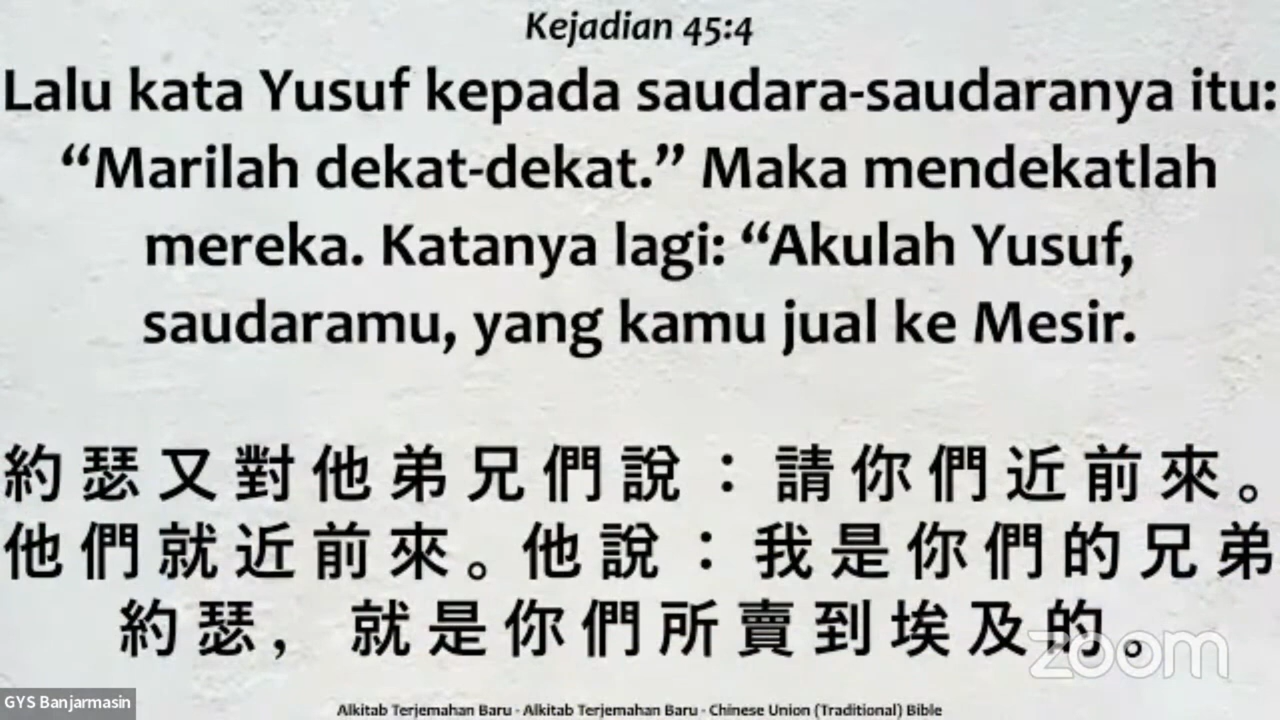 Kejadian 45:4
Lalu kata Yusuf kepada saudara-saudaranya itu:
“Marilah dekat-dekat.” Maka mendekatlah
mereka. Katanya lagi: “Akulah Yusuf,
saudaramu, yang kamu jual ke Mesir.
約瑟又對他弟兄們說：請你們近前來。
他們就近前來。他說：我是你們的兄弟
約瑟，就是你們所賣到埃及的。
zoom
GYS Banjarmasin
Alkitab Terjemahan Baru - Alkitab Terjemahan Baru - Chinese Union (Traditional) Bible